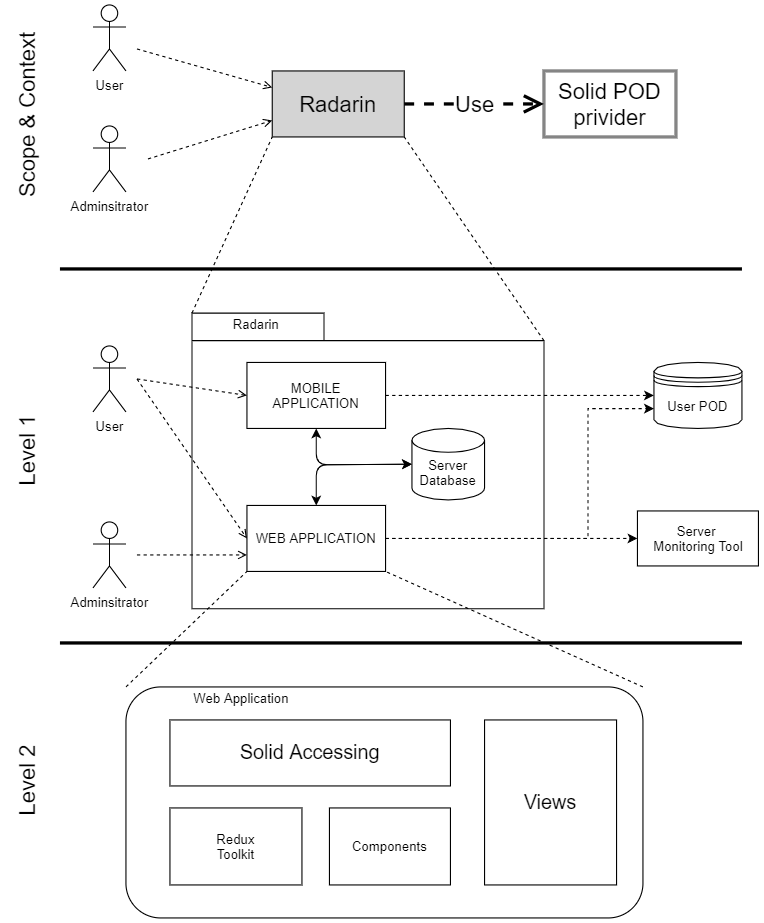 Scope & Context
User
Adminsitrator
Radarin
Use
Solid POD
privider
Level 1
Radarin
User
Adminsitrator
MOBILE
APPLICATION
Server
Database
WEB APPLICATION
User POD
Server
Monitoring Tool
Level 2
Web Application
Solid Accessing
Views
Redux
Toolkit
Components